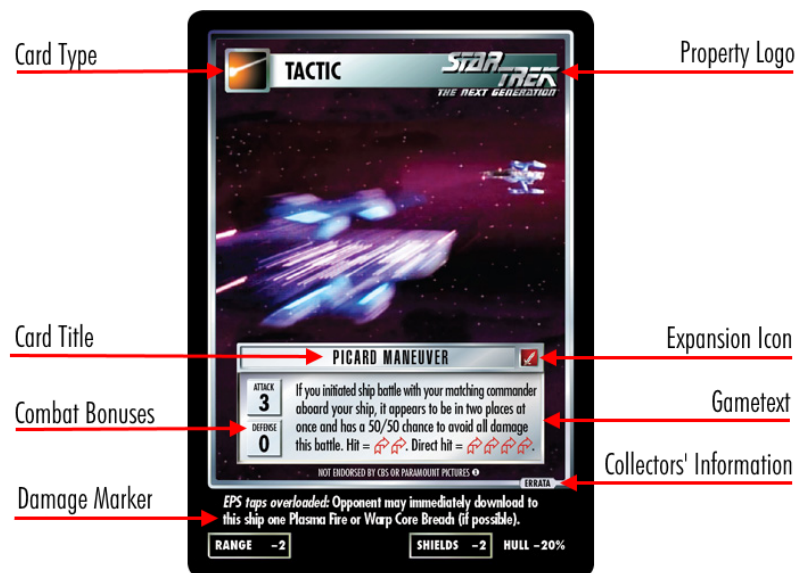 Card Type
TACTIC
STAR TREK
THE NEXT GENERATION
Property Logo
Card Title
PICARD MANEUVER
Expansion Icon
Combat Bonuses
ATTACK
3
DEFENSE
0
If you initiated ship battle with your matching commander
aboard your ship, it appears to be in two places at
once and has a 50/50 chance to avoid all damage
this battle. Hit = . Direct hit = .
Gametext
NOT ENDORSED BY CBS OR PARAMOUNT PICTURES
ERRATA
Collectors' Information
Damage Marker
EPS taps overloaded: Opponent may immediately download to
this ship one Plasma Fire or Warp Core Breach (if possible).
RANGE -2
SHIELDS -2
HULL -20%